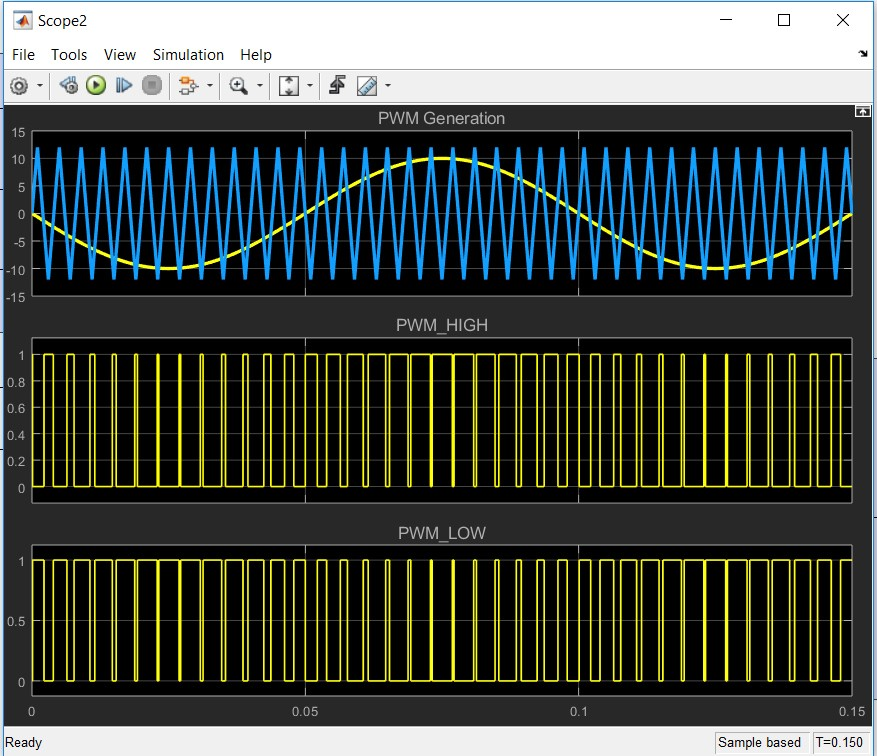 Scope2
File Tools View Simulation Help
PWM Generation
15
10
5
0
-5
-10
-15
PWM_HIGH
1
0.8
0.6
0.4
0.2
0
PWM_LOW
1
0.5
0
0 0.05 0.1 0.15
Ready Sample based T=0.150